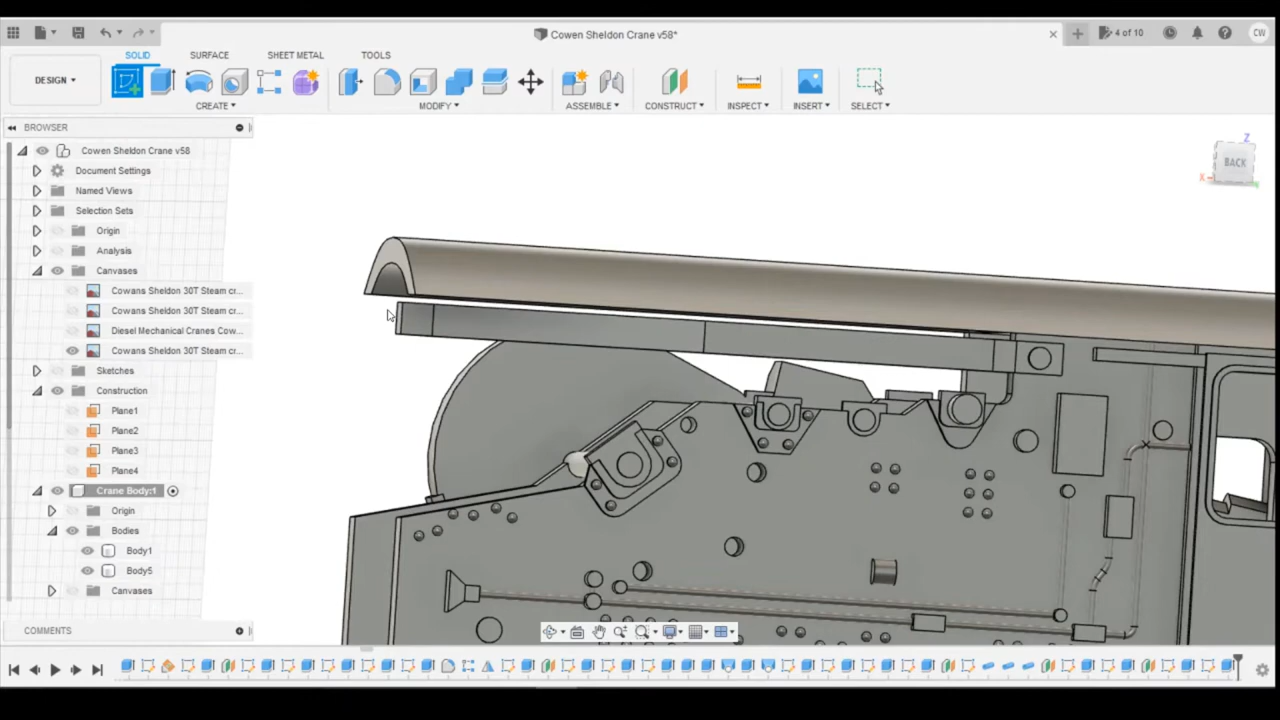 Cowen Sheldon Crane v58*
4 of 10
CW
SOLID
SURFACE
SHEET METAL
TOOLS
DESIGN
CREATE
MODIFY
ASSEMBLE
CONSTRUCT
INSPECT
INSERT
SELECT
BROWSER
Cowen Sheldon Crane v58
Document Settings
Named Views
Selection Sets
Origin
Analysis
Canvases
Cowans Sheldon 30T Steam cr...
Cowans Sheldon 30T Steam cr...
Diesel Mechanical Cranes Cow...
Cowans Sheldon 30T Steam cr...
Sketches
Construction
Plane1
Plane2
Plane3
Plane4
Crane Body:1
Origin
Bodies
Body1
Body5
Canvases
COMMENTS
Z
BACK
X